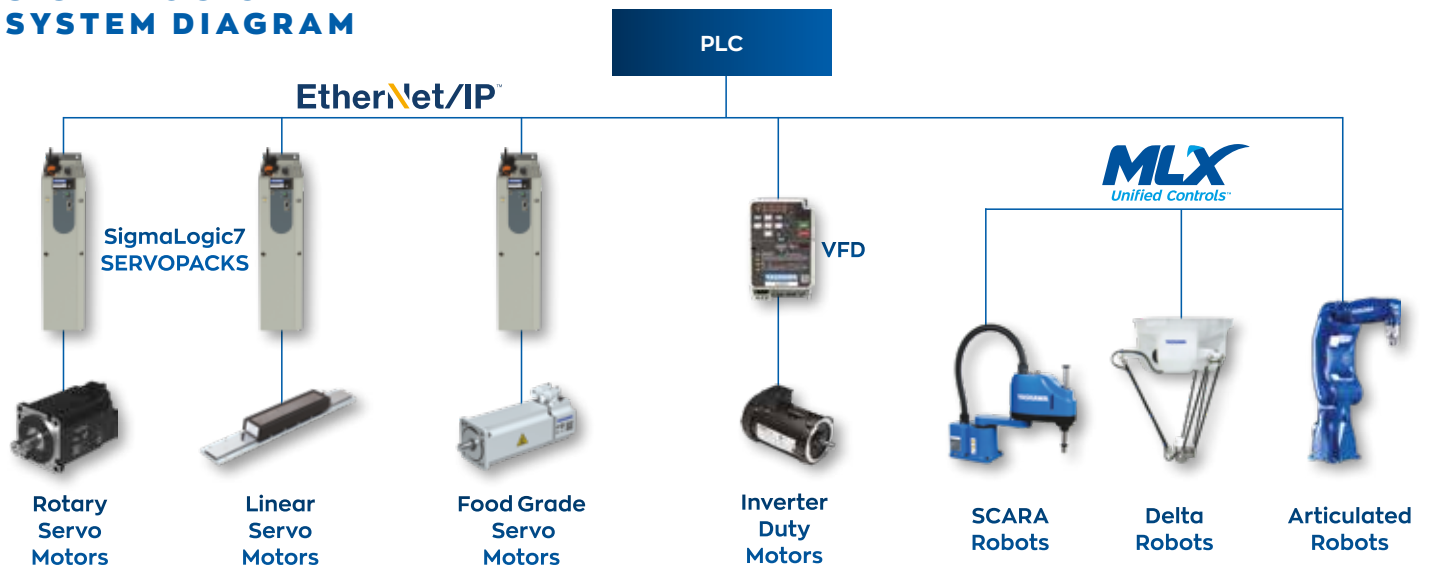 SYSTEM DIAGRAM
PLC
EtherNet/IP™
MLX
Unified Controls™
SigmaLogic7
SERVOPACKS
VFD
YASKAWA
Rotary
Servo
Motors
Linear
Servo
Motors
Food Grade
Servo
Motors
Inverter
Duty
Motors
SCARA
Robots
Delta
Robots
Articulated
Robots